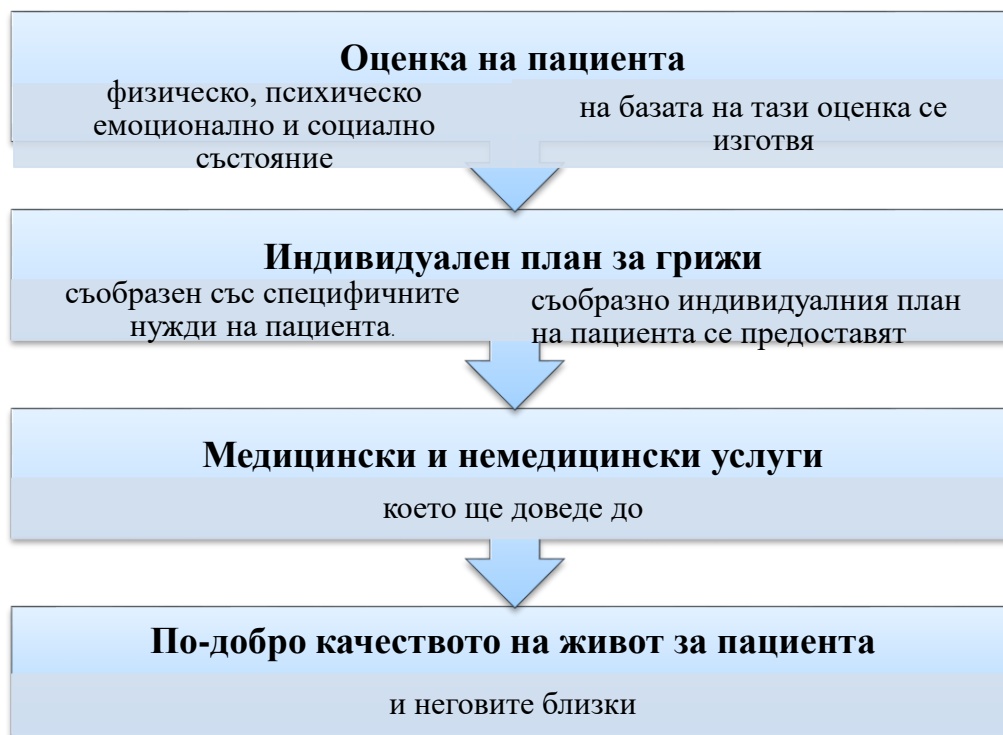 Оценка на пациента
физическо, психическо
емоционално и социално
състояние
на базата на тази оценка се
изготвя
Индивидуален план за грижи
съобразен със специфичните
нужди на пациента.
съобразно индивидуалния план
на пациента се предоставят
Медицински и немедицински услуги
което ще доведе до
По-добро качеството на живот за пациента
и неговите близки